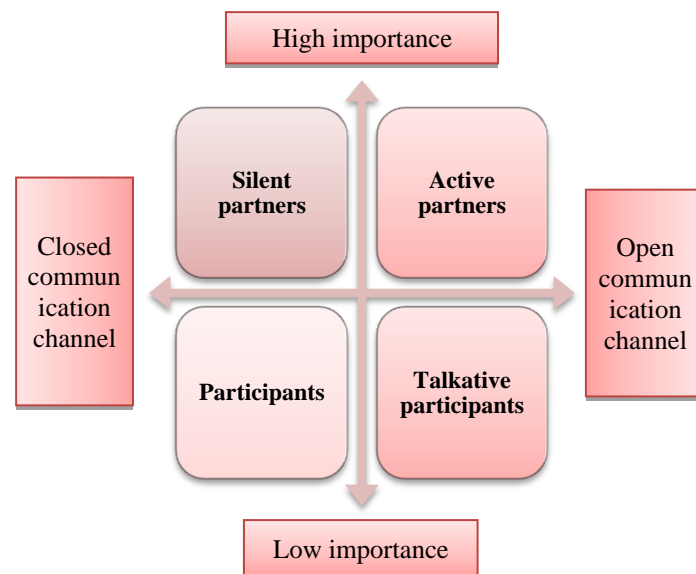 High importance
Silent
partners
Active
partners
Closed
commun
ication
channel
Open
commun
ication
channel
Participants
Talkative
participants
Low importance